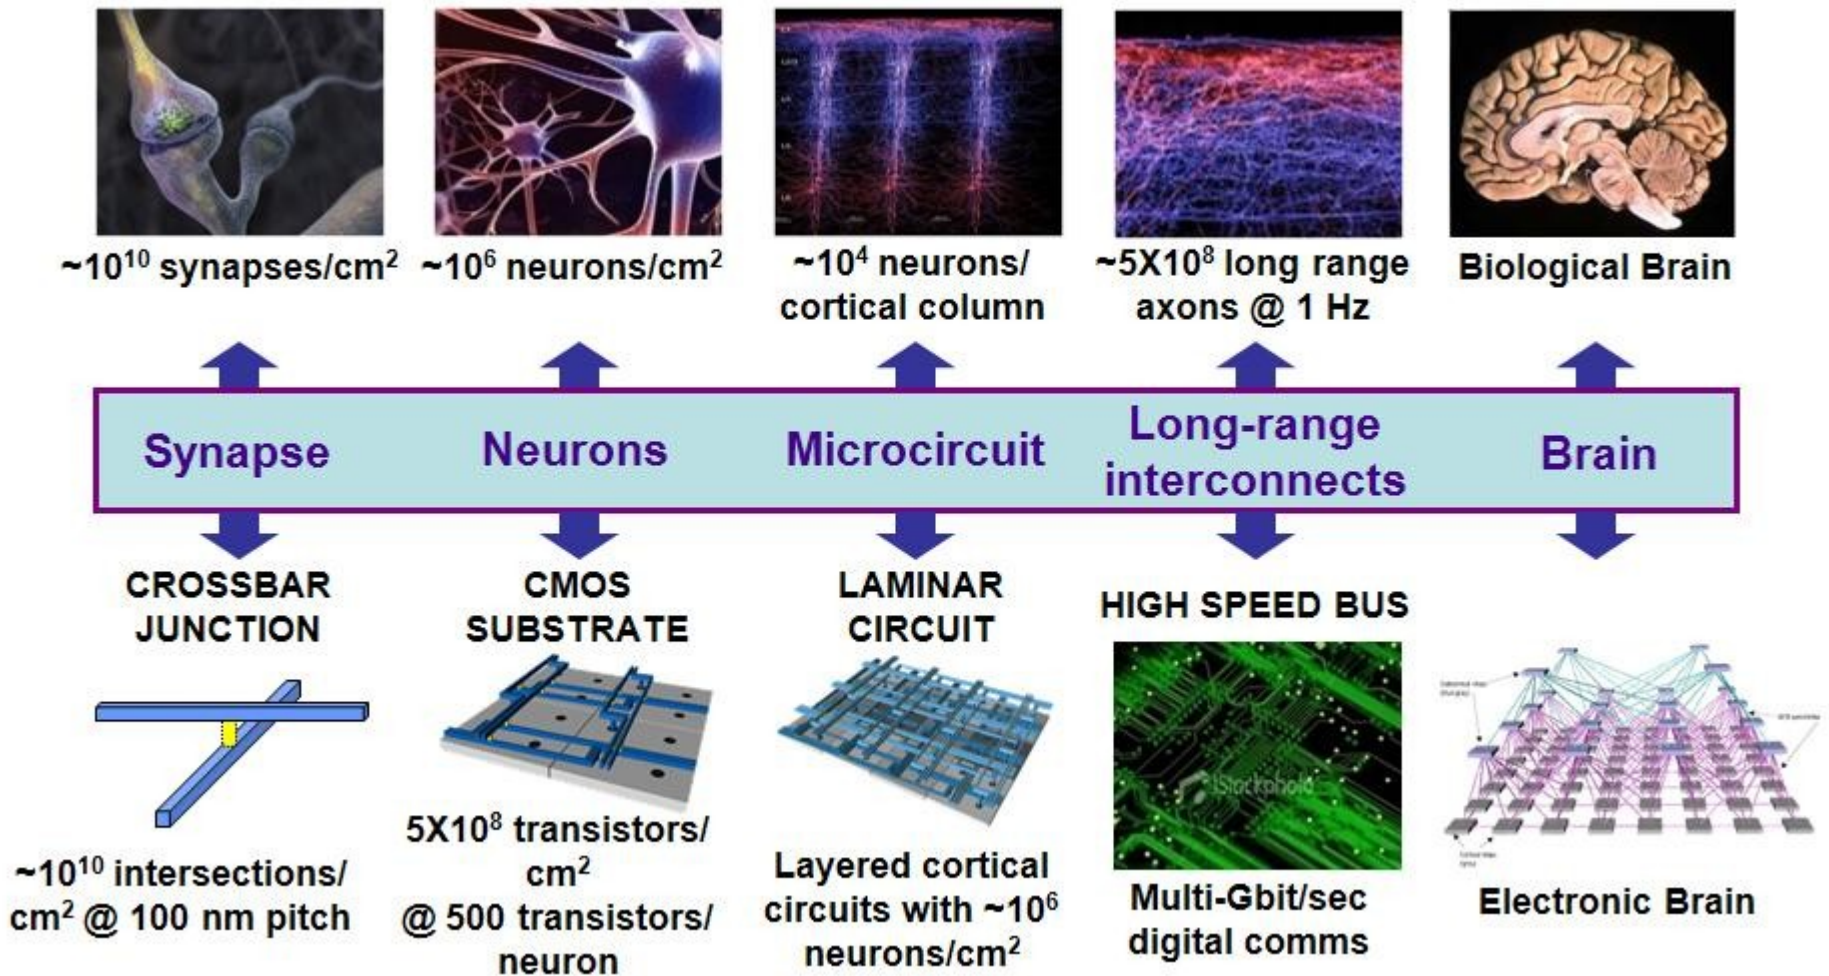 ~10¹⁰ synapses/cm²
~10⁶ neurons/cm²
~10⁴ neurons/
cortical column
~5X10⁸ long range
axons @ 1 Hz
Biological Brain
Synapse
Neurons
Microcircuit
Long-range
interconnects
Brain
CROSSBAR
JUNCTION
~10¹⁰ intersections/
cm² @ 100 nm pitch
CMOS
SUBSTRATE
5X10⁸ transistors/
cm²
@ 500 transistors/
neuron
LAMINAR
CIRCUIT
Layered cortical
circuits with ~10⁶
neurons/cm²
HIGH SPEED BUS
iStockphoto
Multi-Gbit/sec
digital comms
Electronic Brain